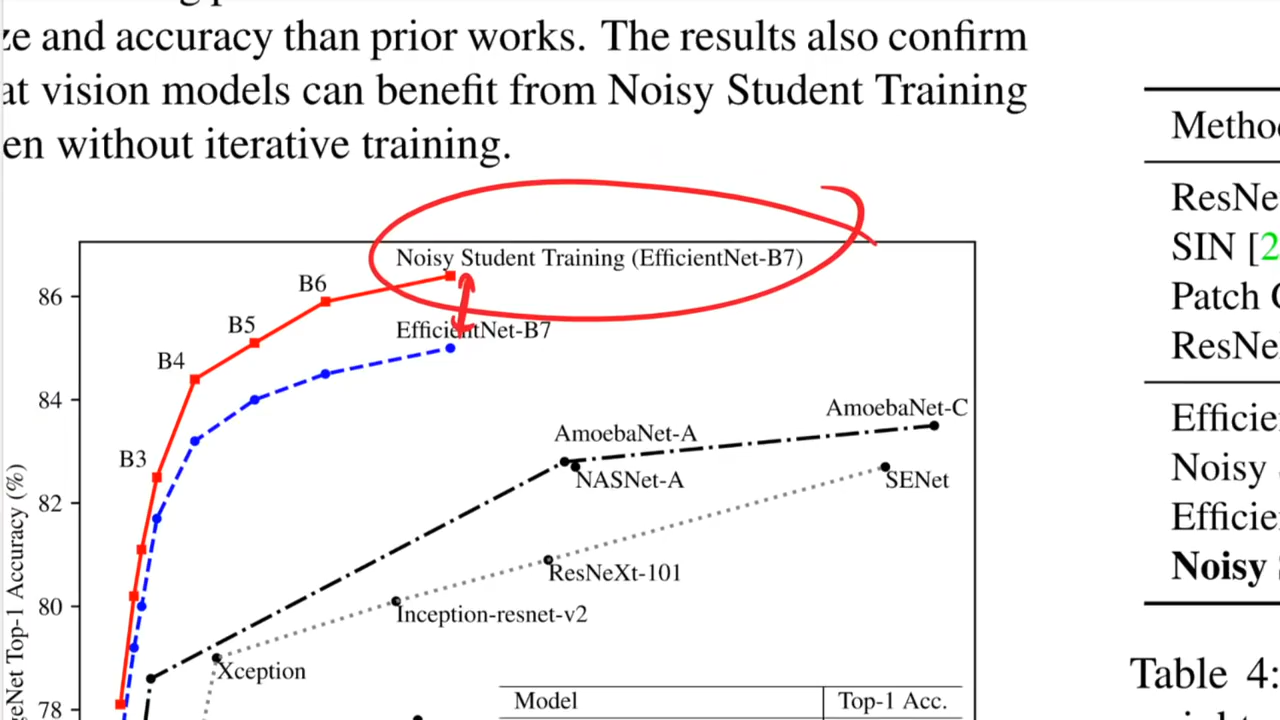 ze and accuracy than prior works. The results also confirm
at vision models can benefit from Noisy Student Training
en without iterative training.
Noisy Student Training (EfficientNet-B7)
B6
86
B5
EfficientNet-B7
B4
84
AmoebaNet-C
AmoebaNet-A
B3
NASNet-A
SENet
82
ResNeXt-101
80
Inception-resnet-v2
Xception
78
geNet Top-1 Accuracy (%)
Model Top-1 Acc.
Metho
ResNe
SIN [2
Patch
ResNe
Efficie
Noisy
Efficie
Noisy
Table 4: